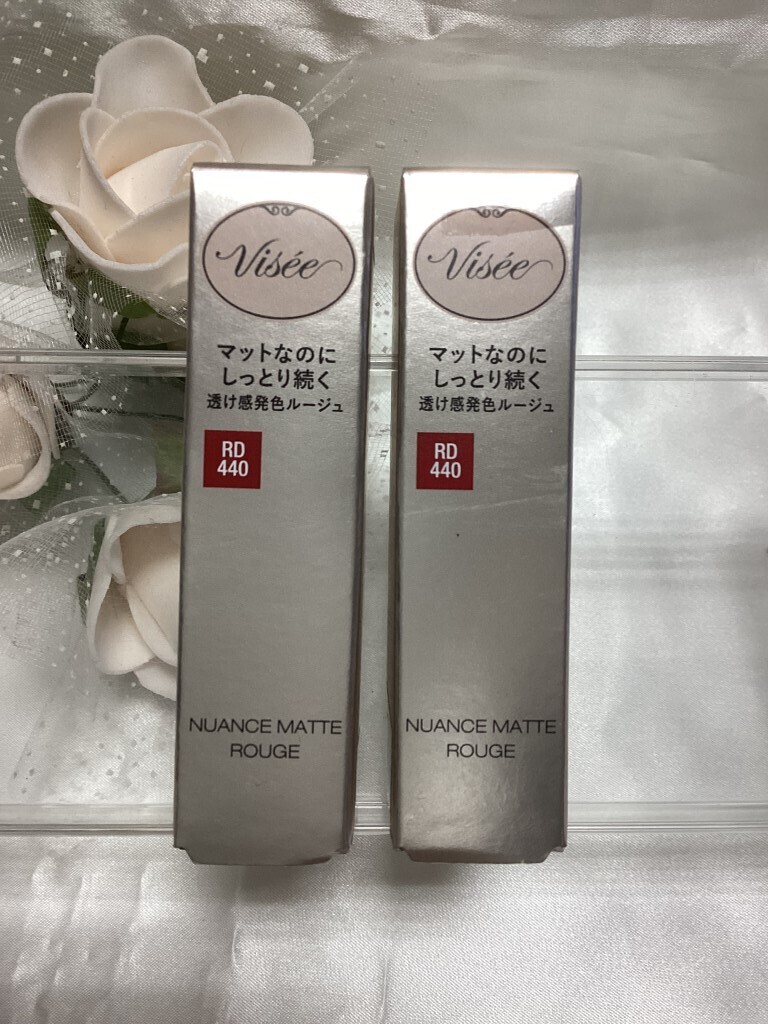 Visée
マットなのに
しっとり続く
透け感発色ルージュ
RD
440
NUANCE MATTE
ROUGE
Visée
マットなのに
しっとり続く
透け感発色ルージュ
RD
440
NUANCE MATTE
ROUGE